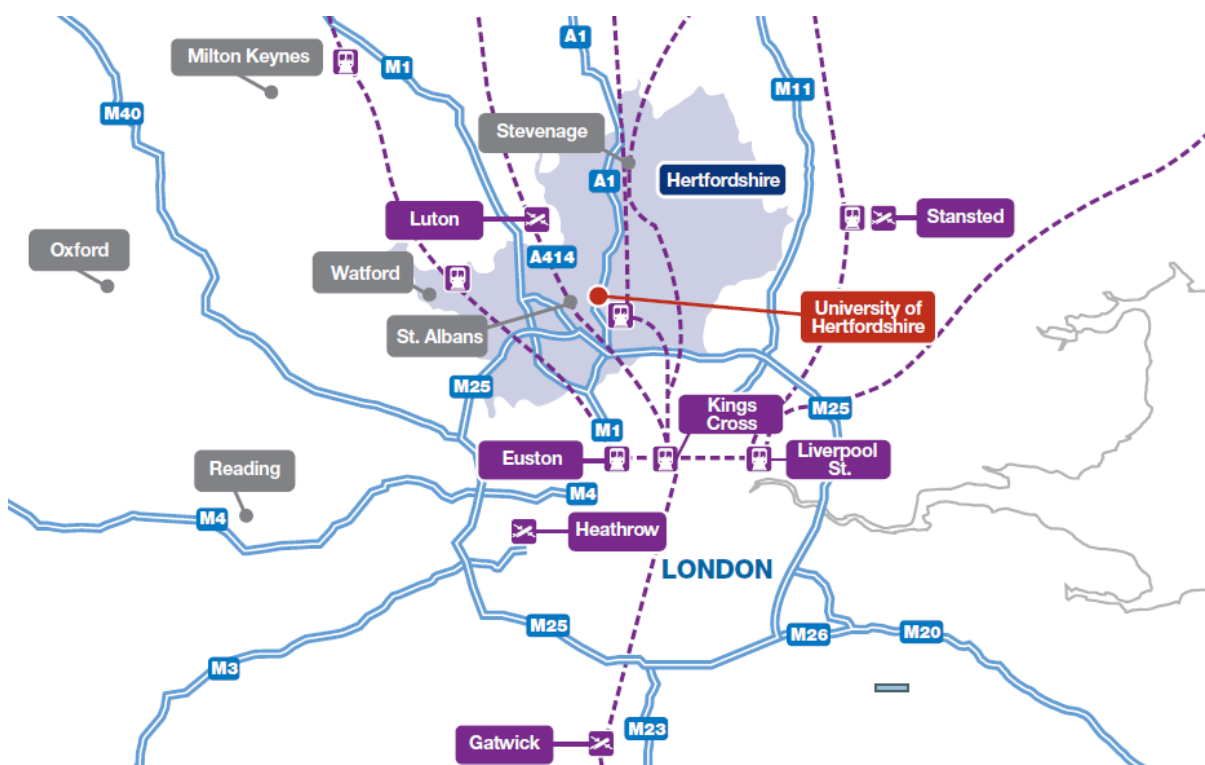 A1
Milton Keynes
M1
M11
M40
Stevenage
Hertfordshire
A1
Luton
Stansted
Oxford
A414
Watford
University of
Hertfordshire
St. Albans
M25
Kings
Cross
M25
M1
Euston
Liverpool
St.
Reading
M4
M4
Heathrow
LONDON
M25
M26
M20
M3
M23
Gatwick